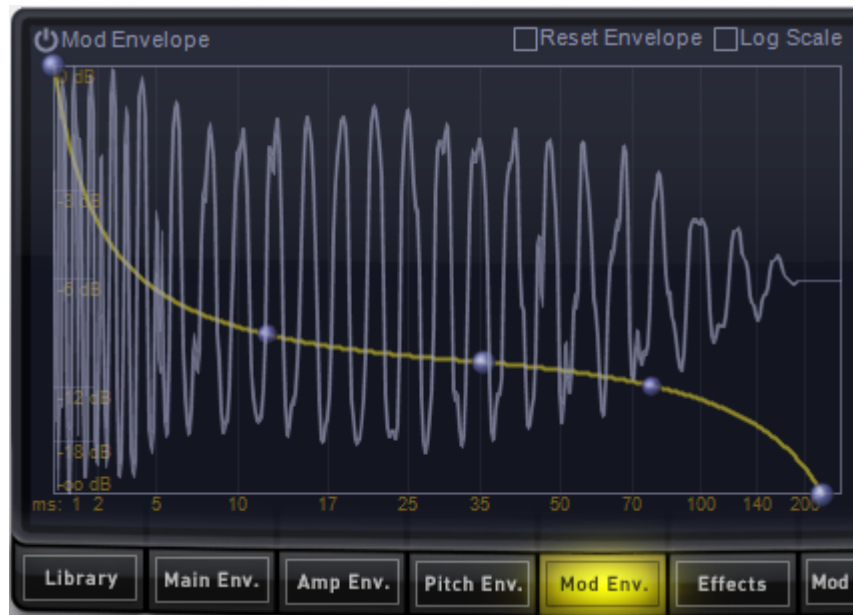 Mod Envelope Reset Envelope Log Scale
0 dB
-3 dB
-6 dB
-12 dB
-18 dB
-oo dB
ms: 1 2 5 10 17 25 35 50 70 100 140 200
Library Main Env. Amp Env. Pitch Env. Mod Env. Effects Mod